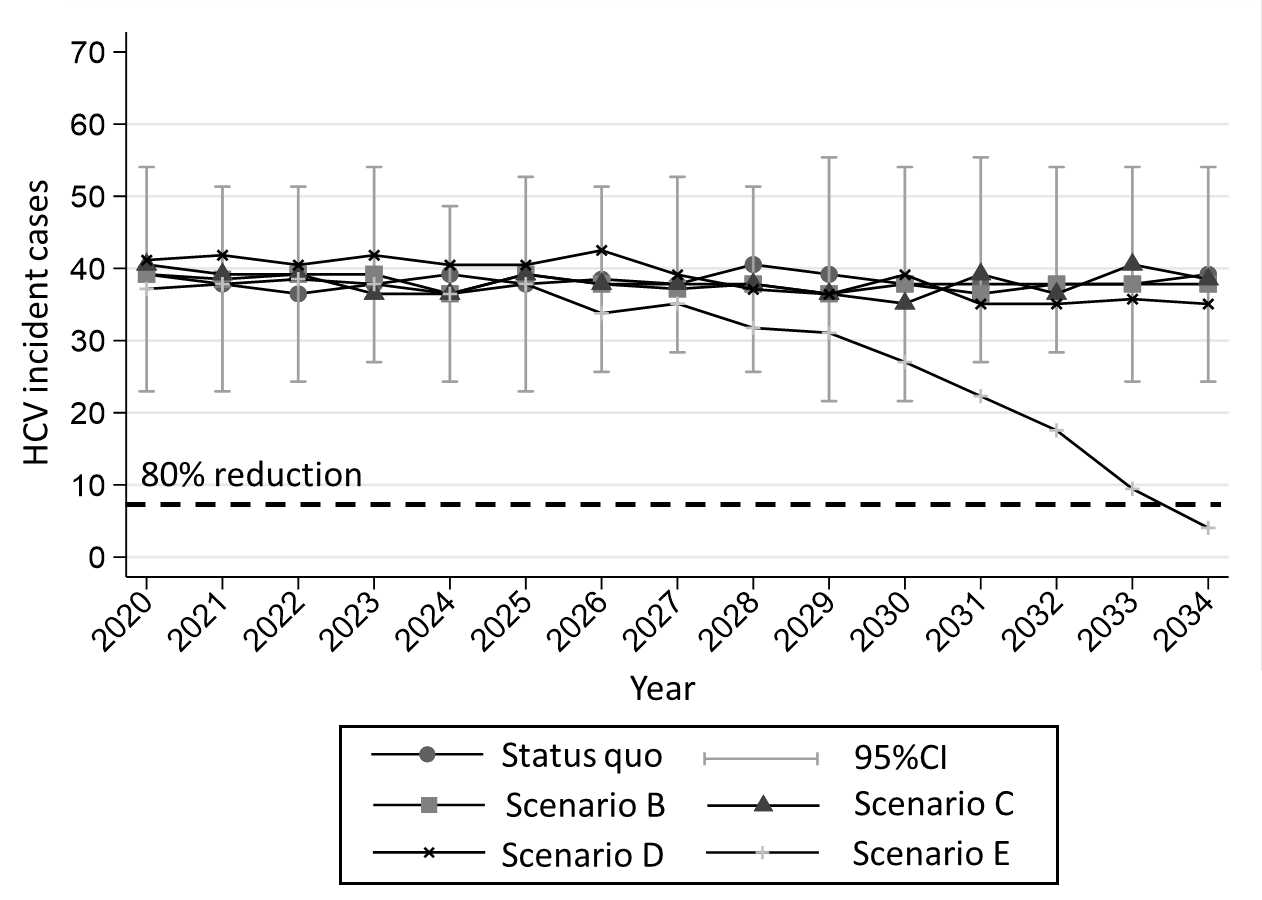 70
60
50
40
30
20
10
0
HCV incident cases
80% reduction
2020 2021 2022 2023 2024 2025 2026 2027 2028 2029 2030 2031 2032 2033 2034
Year
Status quo 95%CI
Scenario B Scenario C
Scenario D Scenario E